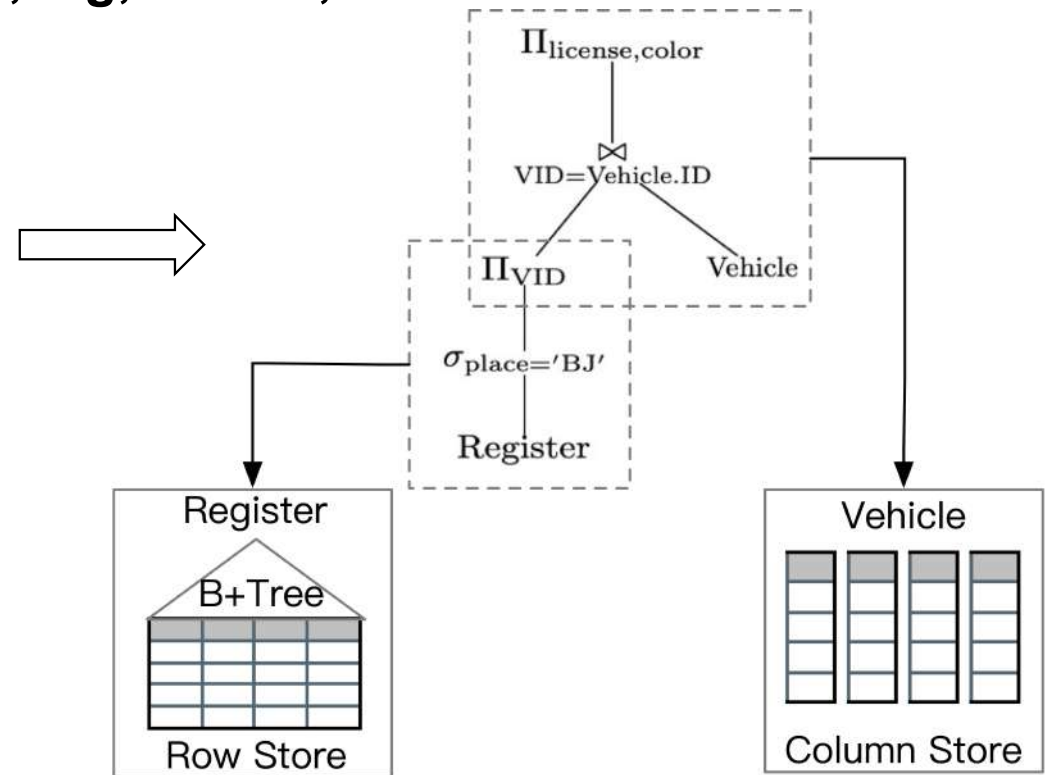 Π_license,color
⋈
VID=Vehicle.ID
Π_VID
Vehicle
σ_place='BJ'
Register
Register
B+Tree
Row Store
Vehicle
Column Store